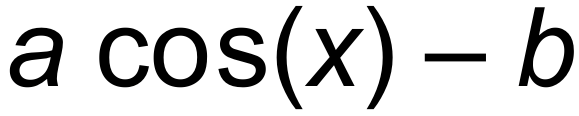 a cos(x) – b